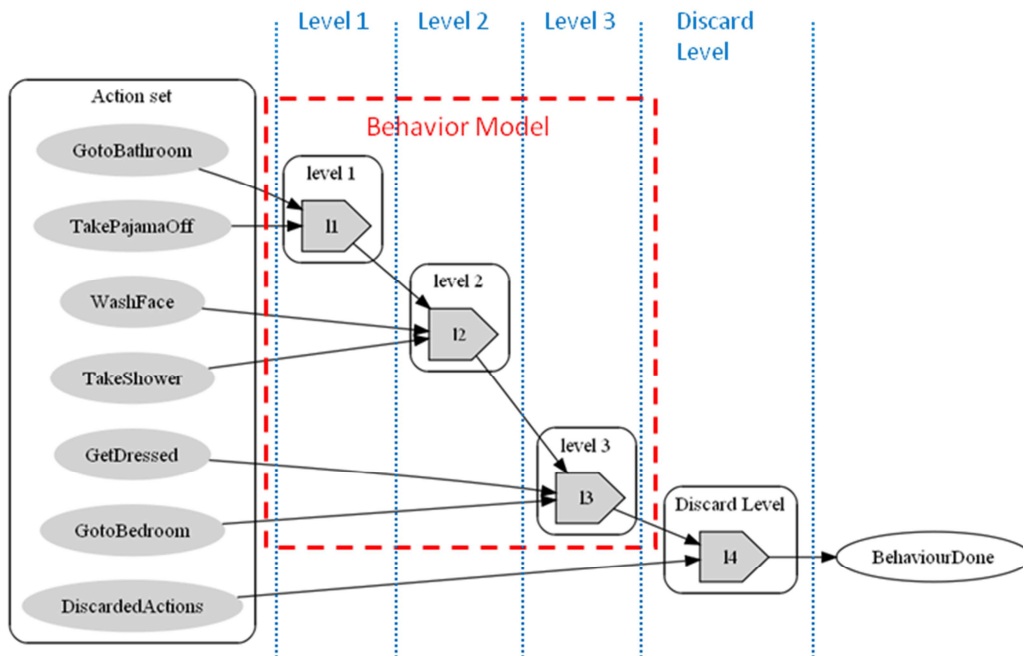 Level 1
Level 2
Level 3
Discard
Level
Action set
Behavior Model
GotoBathroom
level 1
TakePajamaOff
l1
level 2
WashFace
l2
TakeShower
level 3
GetDressed
l3
Discard Level
GotoBedroom
l4
BehaviourDone
DiscardedActions